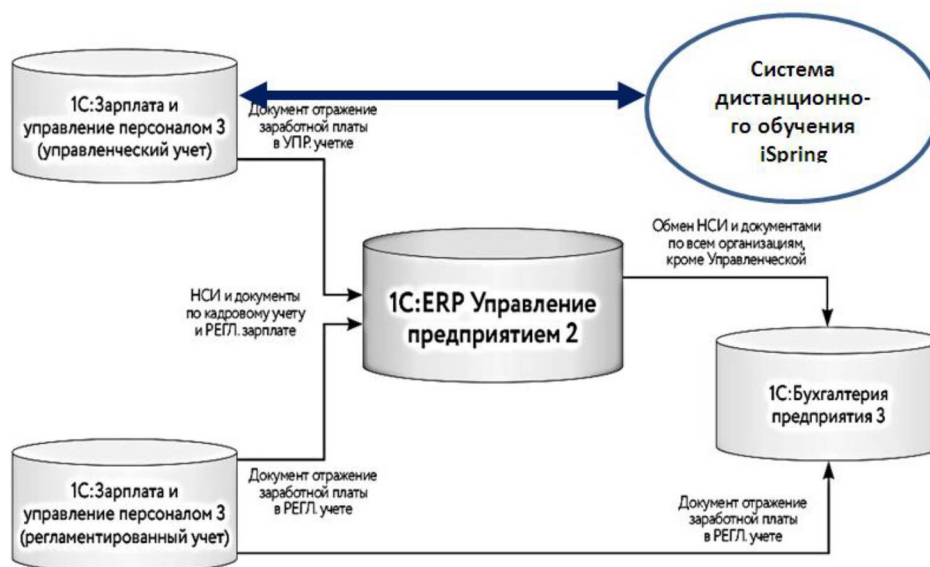 1С:Зарплата и
управление персоналом 3
(управленческий учет)
Документ отражение
заработной платы
в УПР. учетке
Система
дистанционно-
го обучения
iSpring
Обмен НСИ и документами
по всем организациям,
кроме Управленческой
НСИ и документы
по кадровому учету
и РЕГЛ. зарплате
1С:ERP Управление
предприятием 2
1С:Бухгалтерия
предприятия 3
1С:Зарплата и
управление персоналом 3
(регламентированный учет)
Документ отражение
заработной платы
в РЕГЛ. учете
Документ отражение
заработной платы
в РЕГЛ. учете